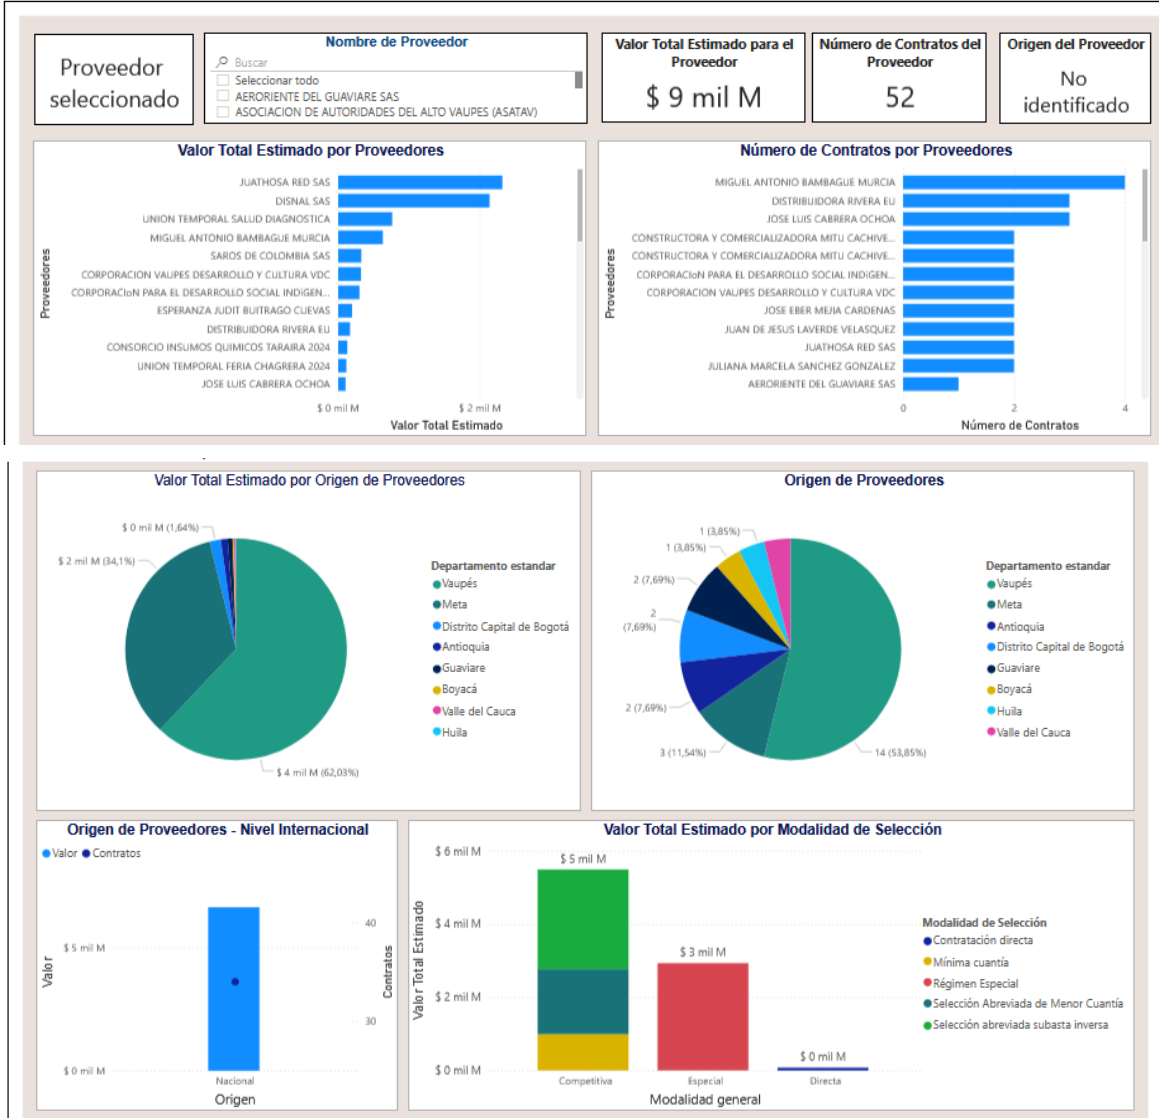 Proveedor
seleccionado
Nombre de Proveedor
Buscar
Seleccionar todo
AERORIENTE DEL GUAVIARE SAS
ASOCIACION DE AUTORIDADES DEL ALTO VAUPES (ASATAV)
Valor Total Estimado para el
Proveedor
$ 9 mil M
Número de Contratos del
Proveedor
52
Origen del Proveedor
No
identificado
Valor Total Estimado por Proveedores
Proveedores
JUATHOSA RED SAS
DISNAL SAS
UNION TEMPORAL SALUD DIAGNOSTICA
MIGUEL ANTONIO BAMBAGUE MURCIA
SAROS DE COLOMBIA SAS
CORPORACION VAUPES DESARROLLO Y CULTURA VDC
CORPORACIoN PARA EL DESARROLLO SOCIAL INDiGEN...
ESPERANZA JUDIT BUITRAGO CUEVAS
DISTRIBUIDORA RIVERA EU
CONSORCIO INSUMOS QUIMICOS TARAIRA 2024
UNION TEMPORAL FERIA CHAGRERA 2024
JOSE LUIS CABRERA OCHOA
$ 0 mil M
$ 2 mil M
Valor Total Estimado
Número de Contratos por Proveedores
Proveedores
MIGUEL ANTONIO BAMBAGUE MURCIA
DISTRIBUIDORA RIVERA EU
JOSE LUIS CABRERA OCHOA
CONSTRUCTORA Y COMERCIALIZADORA MITU CACHIVE...
CONSTRUCTORA Y COMERCIALIZADORA MITU CACHIVE...
CORPORACIoN PARA EL DESARROLLO SOCIAL INDiGEN...
CORPORACION VAUPES DESARROLLO Y CULTURA VDC
JOSE EBER MEJIA CARDENAS
JUAN DE JESUS LAVERDE VELASQUEZ
JUATHOSA RED SAS
JULIANA MARCELA SANCHEZ GONZALEZ
AERORIENTE DEL GUAVIARE SAS
0
2
4
Número de Contratos
Valor Total Estimado por Origen de Proveedores
$ 0 mil M (1,64%)
$ 2 mil M (34,1%)
$ 4 mil M (62,03%)
Departamento estandar
Vaupés
Meta
Distrito Capital de Bogotá
Antioquia
Guaviare
Boyacá
Valle del Cauca
Huila
Origen de Proveedores
1 (3,85%)
1 (3,85%)
2 (7,69%)
2
(7,69%)
2 (7,69%)
3 (11,54%)
14 (53,85%)
Departamento estandar
Vaupés
Meta
Antioquia
Distrito Capital de Bogotá
Guaviare
Boyacá
Huila
Valle del Cauca
Origen de Proveedores - Nivel Internacional
Valor
Contratos
Valor
$ 5 mil M
$ 0 mil M
40
30
Contratos
Nacional
Origen
Valor Total Estimado por Modalidad de Selección
Valor Total Estimado
$ 6 mil M
$ 4 mil M
$ 2 mil M
$ 0 mil M
$ 5 mil M
$ 3 mil M
$ 0 mil M
Competitiva
Especial
Directa
Modalidad general
Modalidad de Selección
Contratación directa
Mínima cuantía
Régimen Especial
Selección Abreviada de Menor Cuantía
Selección abreviada subasta inversa